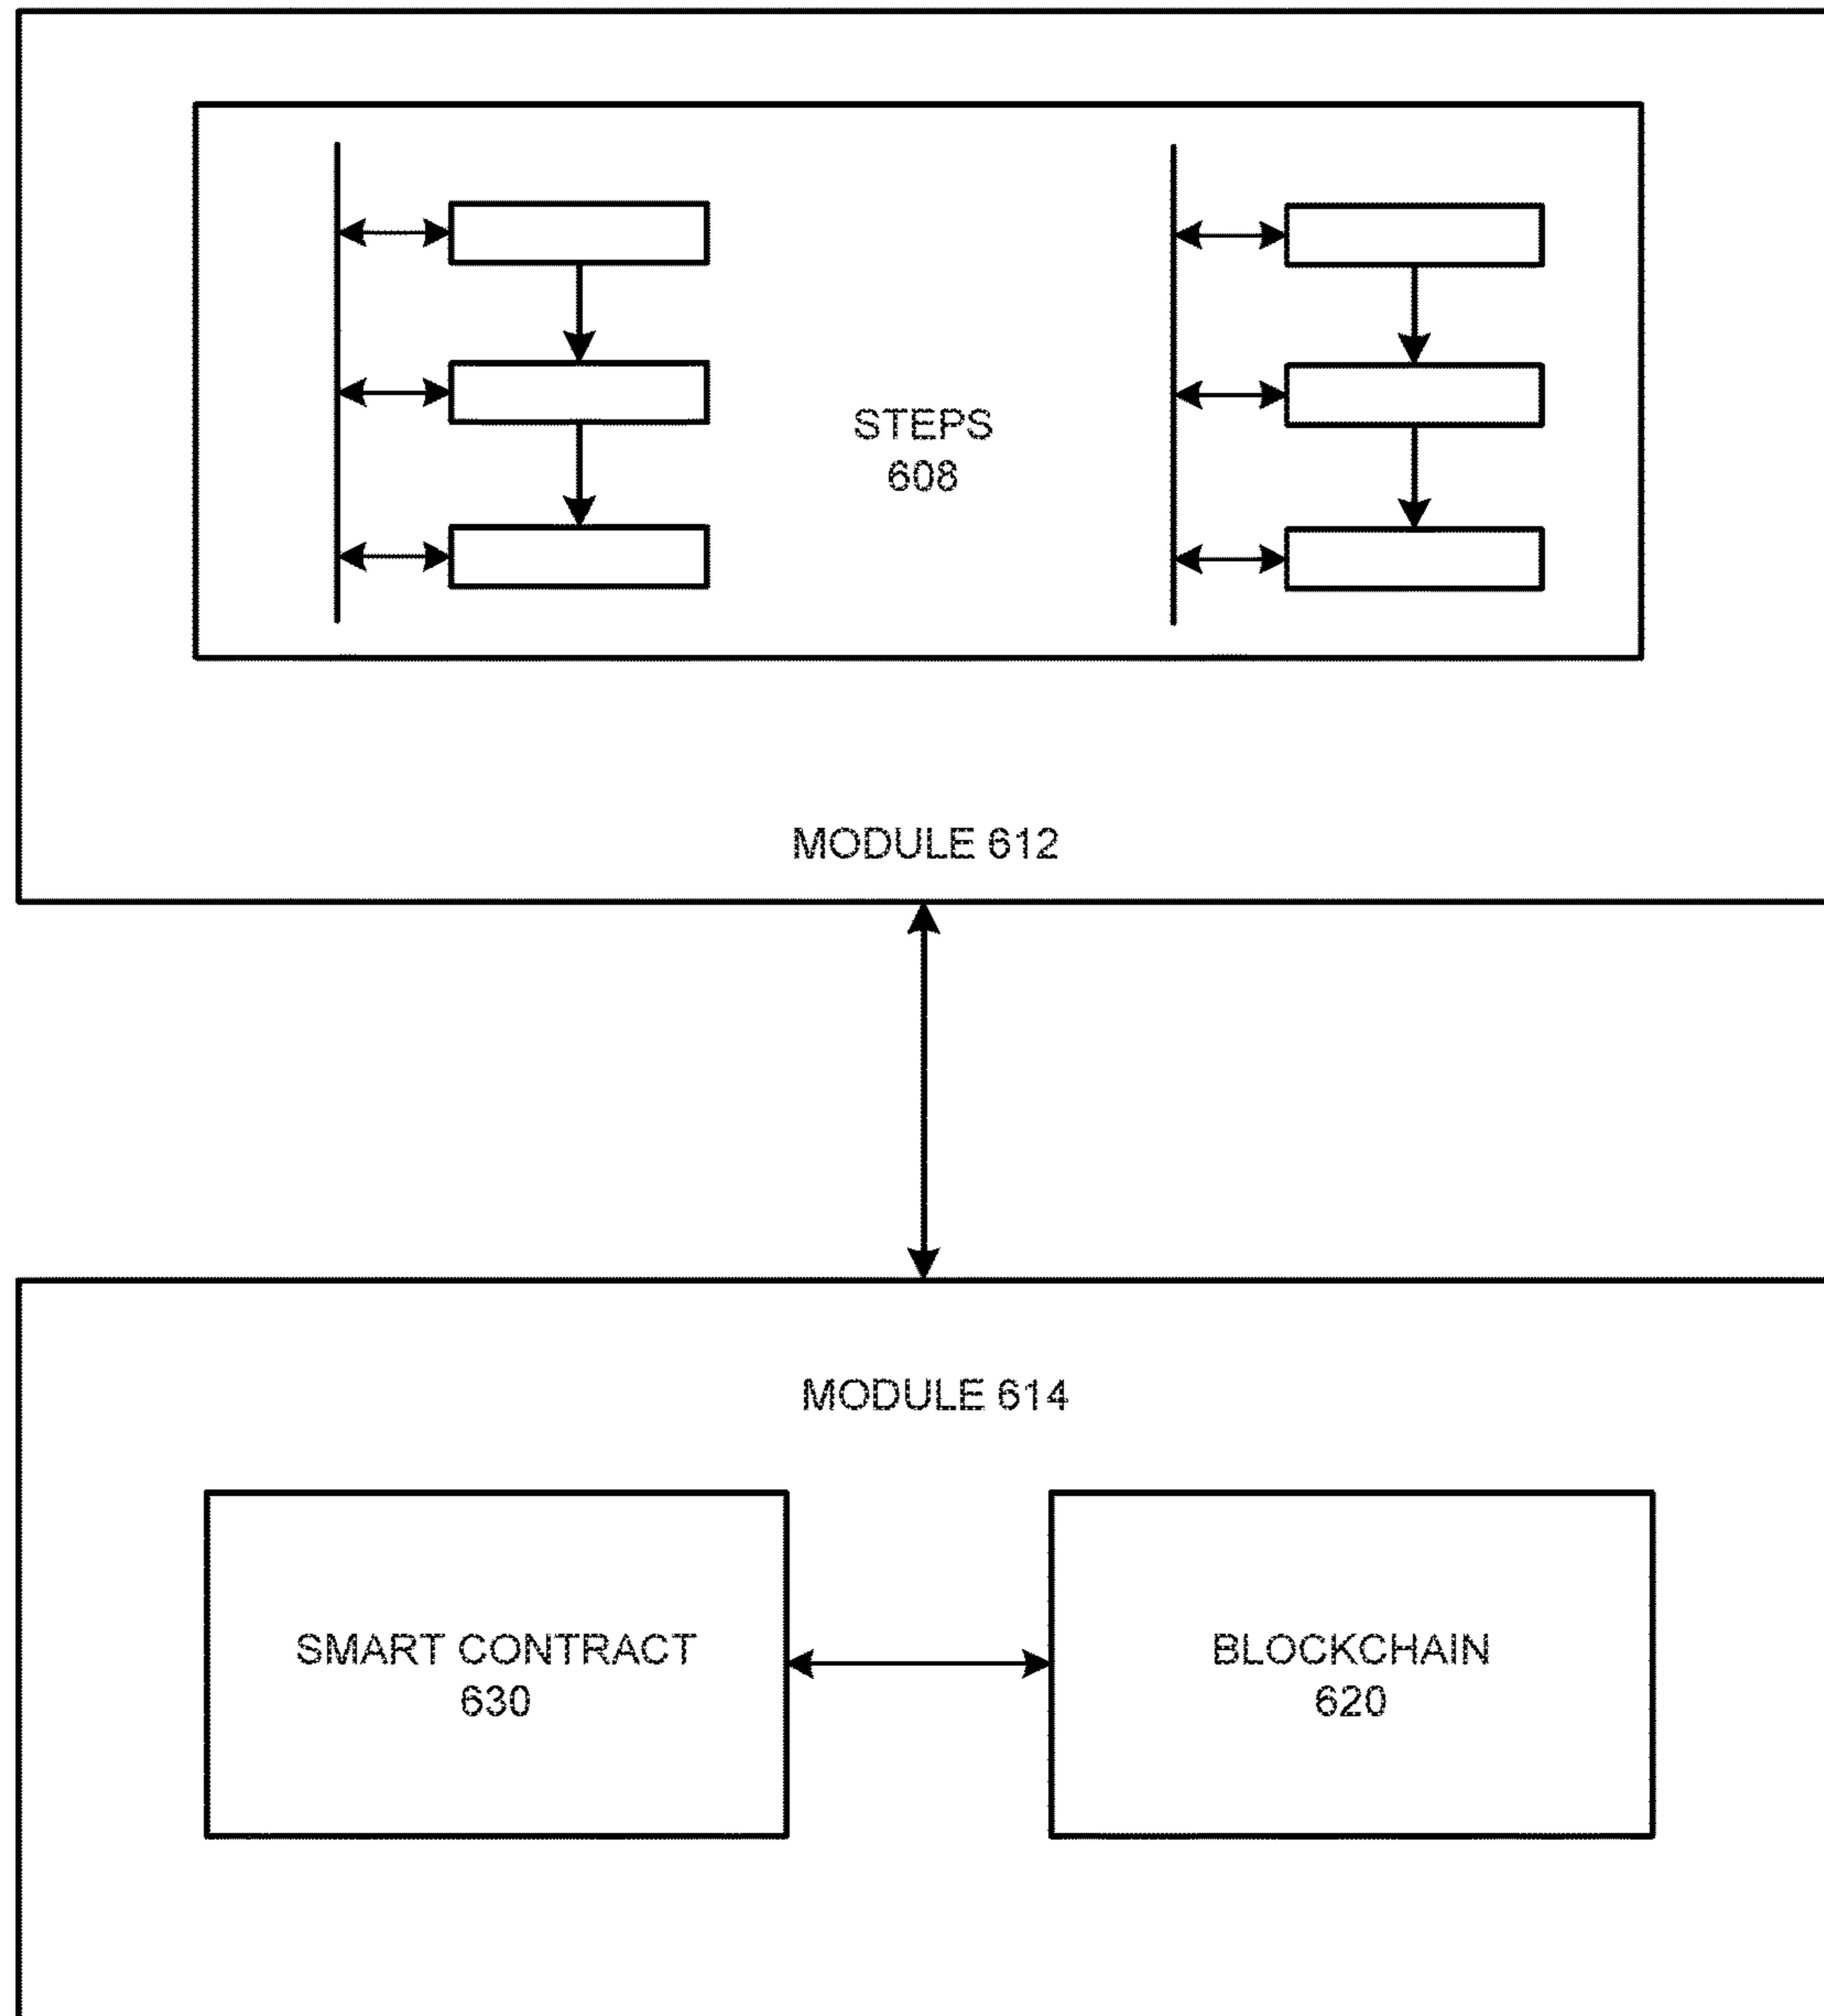 STEPS
608
MODULE 612
MODULE 614
SMART CONTRACT
630
BLOCKCHAIN
620